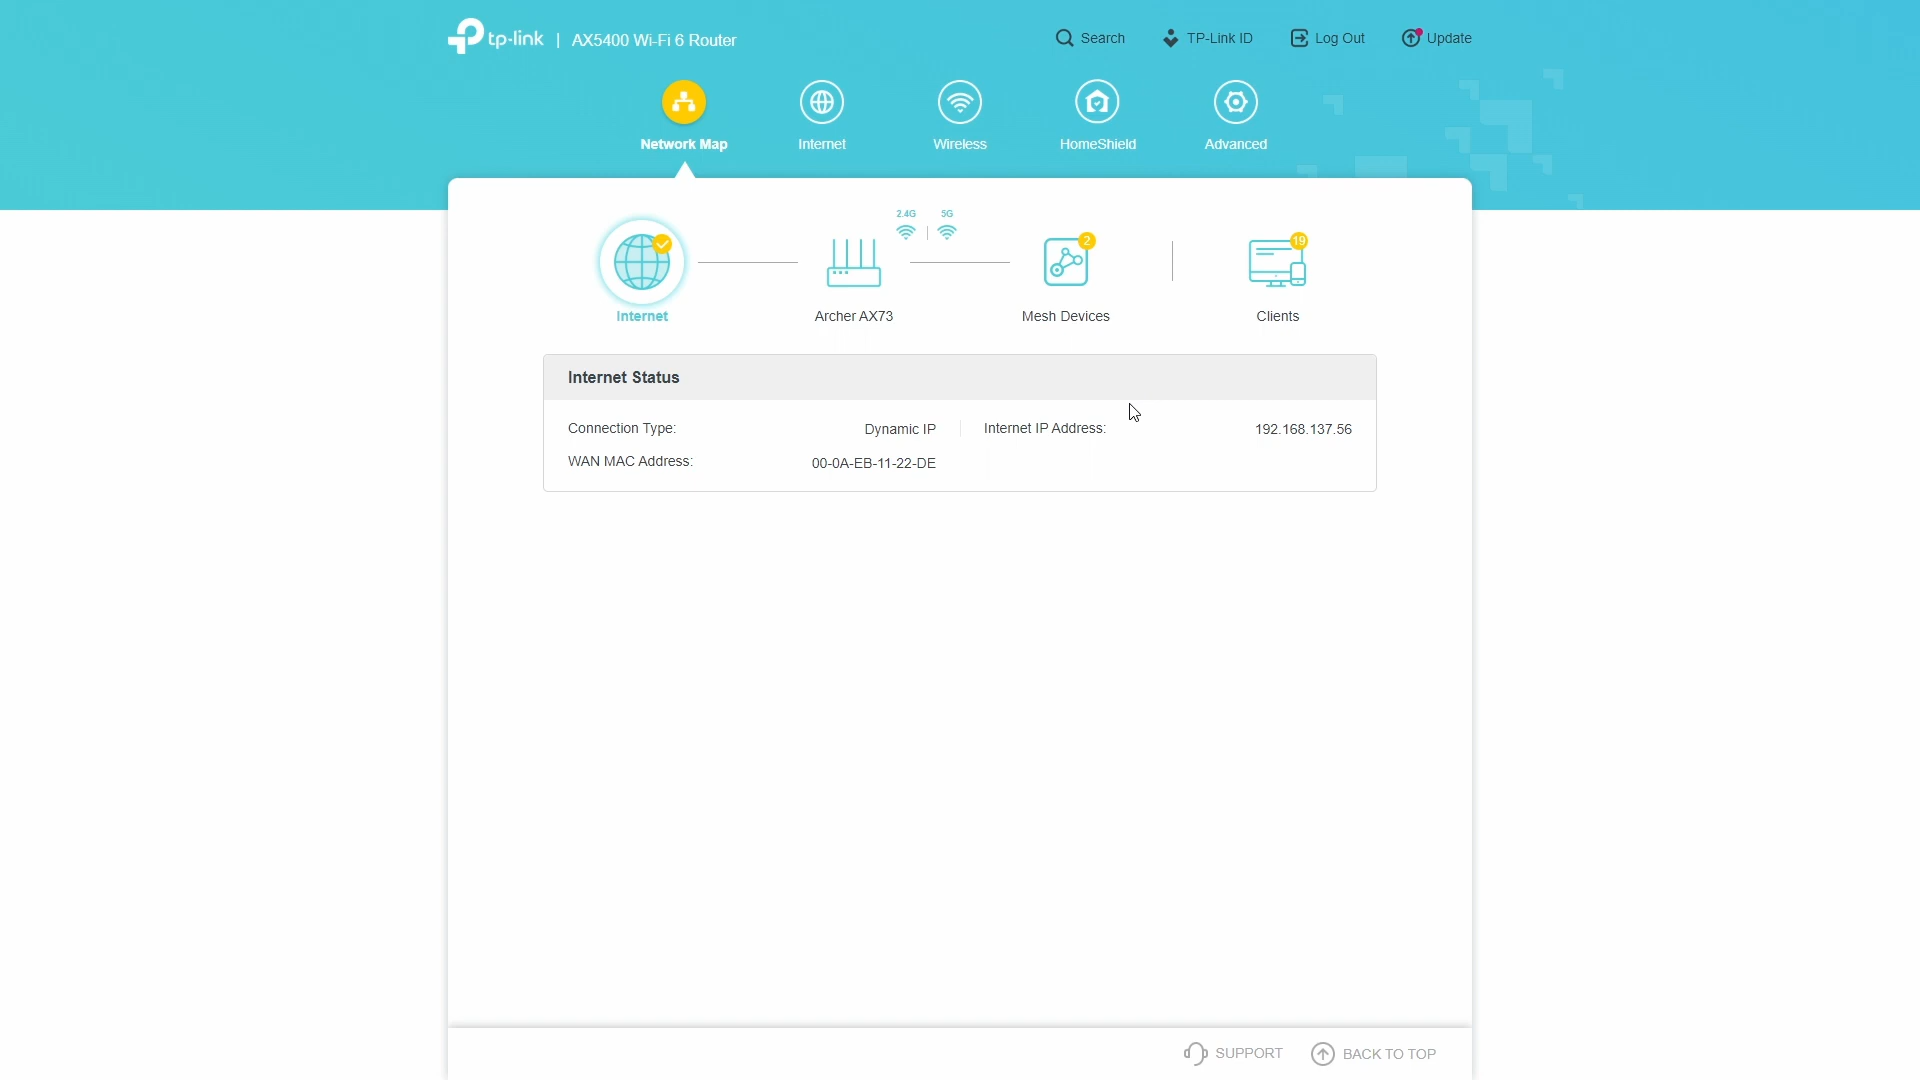 tp-link | AX5400 Wi-Fi 6 Router
Search TP-Link ID Log Out Update
Network Map Internet Wireless HomeShield Advanced
2.4G 5G
2
19
Internet Archer AX73 Mesh Devices Clients
Internet Status
Connection Type: Dynamic IP Internet IP Address: 192.168.137.56
WAN MAC Address: 00-0A-EB-11-22-DE
SUPPORT BACK TO TOP